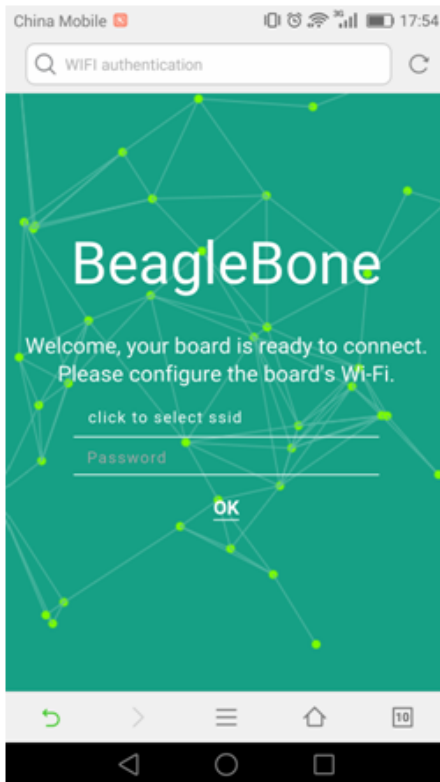 China Mobile
3G
17:54
WIFI authentication
BeagleBone
Welcome, your board is ready to connect.
Please configure the board's Wi-Fi.
click to select ssid
Password
OK
10